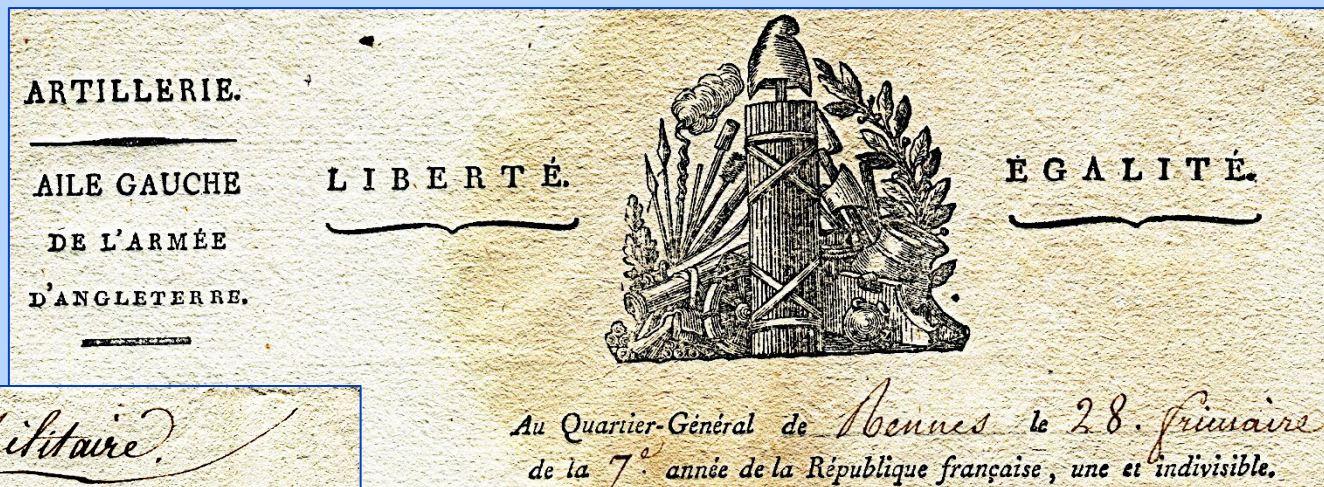 ARTILLERIE.
AILE GAUCHE
DE L'ARMÉE
D'ANGLETERRE.
LIBERTÉ.
ÉGALITÉ.
Au Quartier-Général de Rennes le 28. frimaire
de la 7e. année de la République française, une et indivisible.